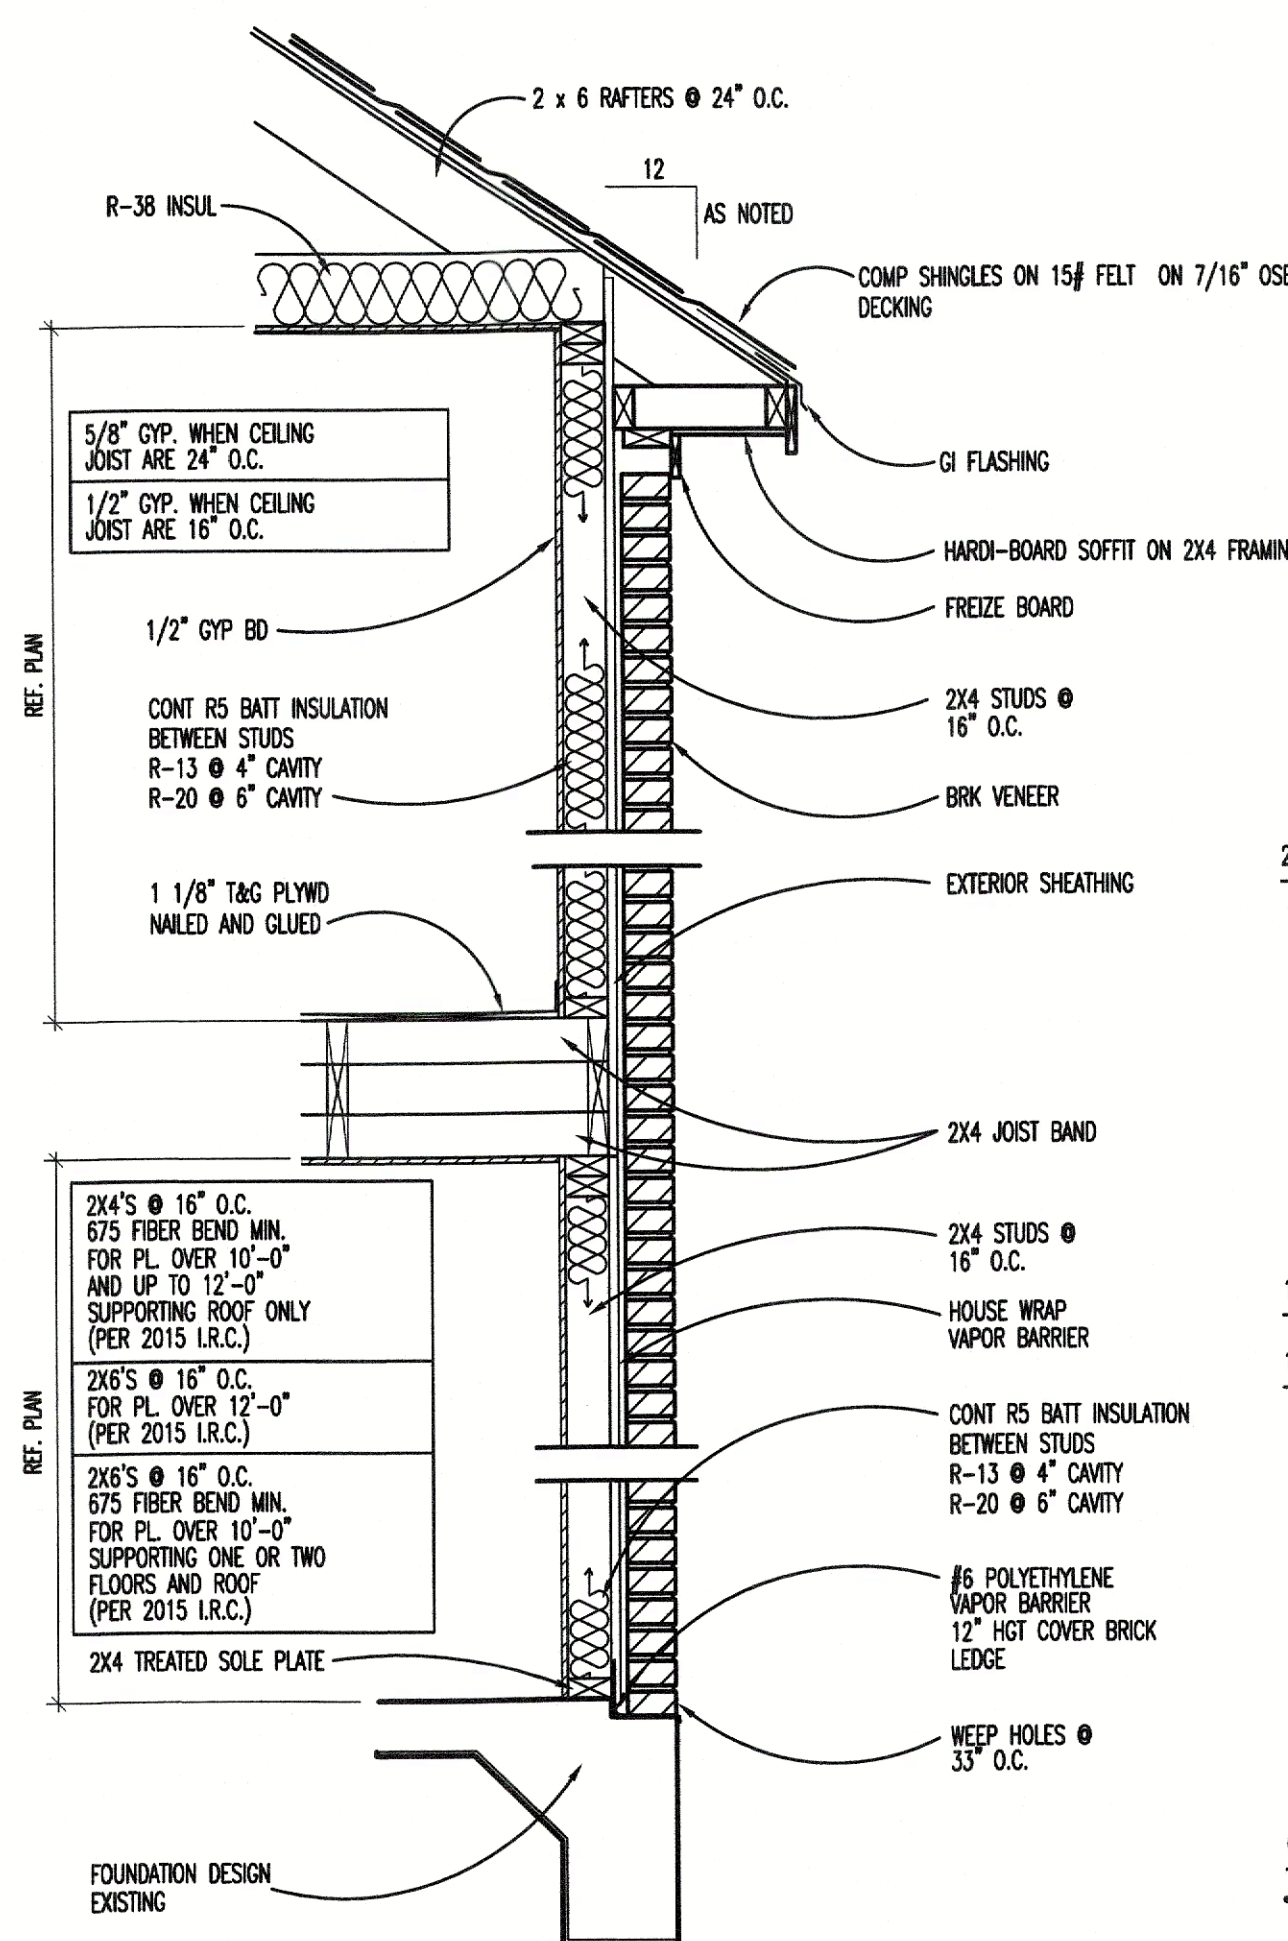 2 x 6 RAFTERS @ 24" O.C.
12
AS NOTED
R-38 INSUL
COMP SHINGLES ON 15# FELT ON 7/16"
DECKING
5/8" GYP. WHEN CEILING
JOIST ARE 24" O.C.
1/2" GYP. WHEN CEILING
JOIST ARE 16" O.C.
GI FLASHING
HARDI-BOARD SOFFIT ON 2X4
FREIZE BOARD
1/2" GYP BD
REF. PLAN
CONT R5 BATT INSULATION
BETWEEN STUDS
R-13 @ 4" CAVITY
R-20 @ 6" CAVITY
2X4 STUDS @
16" O.C.
BRK VENEER
1 1/8" T&G PLYWD
NAILED AND GLUED
EXTERIOR SHEATHING
2X4 JOIST BAND
2X4'S @ 16" O.C.
675 FIBER BEND MIN.
FOR PL. OVER 10'-0"
AND UP TO 12'-0"
SUPPORTING ROOF ONLY
(PER 2015 I.R.C.)
2X6'S @ 16" O.C.
FOR PL. OVER 12'-0"
(PER 2015 I.R.C.)
2X6'S @ 16" O.C.
675 FIBER BEND MIN.
FOR PL. OVER 10'-0"
SUPPORTING ONE OR TWO
FLOORS AND ROOF
(PER 2015 I.R.C.)
REF. PLAN
2X4 STUDS @
16" O.C.
HOUSE WRAP
VAPOR BARRIER
CONT R5 BATT INSULATION
BETWEEN STUDS
R-13 @ 4" CAVITY
R-20 @ 6" CAVITY
#6 POLYETHYLENE
VAPOR BARRIER
12" HGT COVER BRICK
LEDGE
2X4 TREATED SOLE PLATE
WEEP HOLES @
33" O.C.
FOUNDATION DESIGN
EXISTING